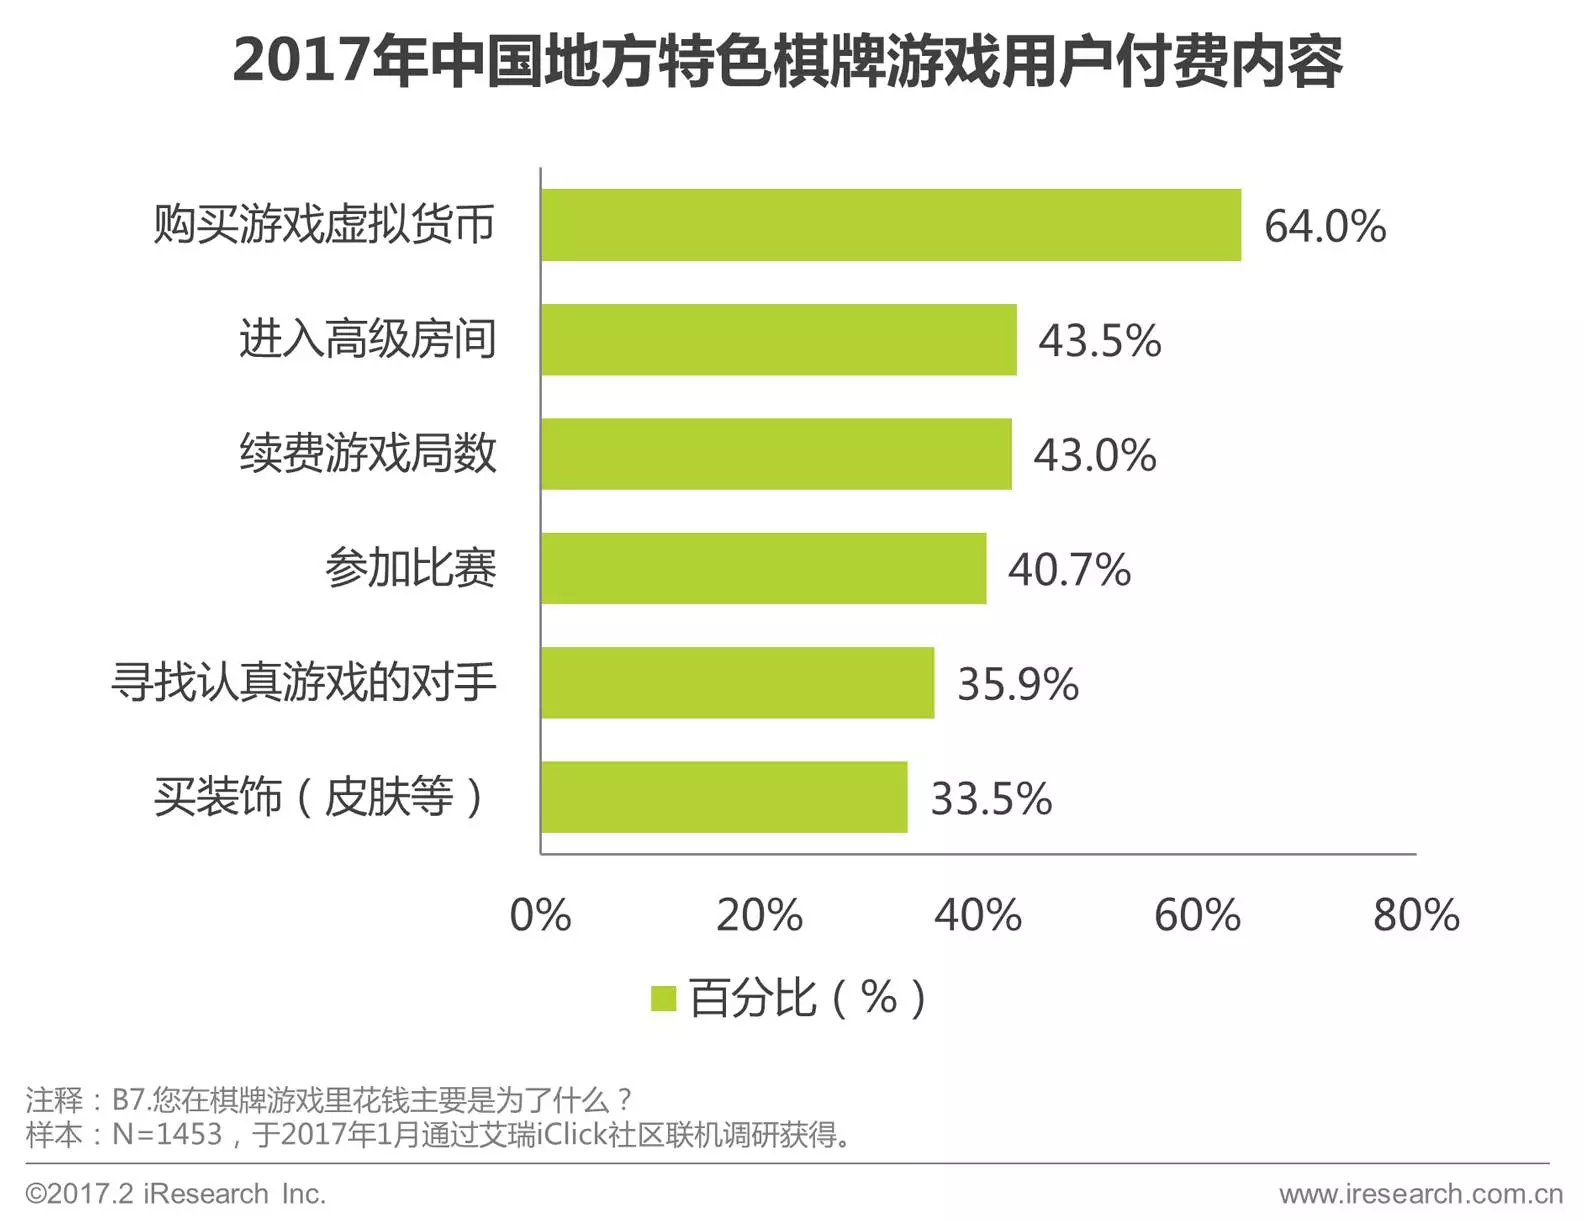 2017年中国地方特色棋牌游戏用户付费内容
购买游戏虚拟货币
64.0%
进入高级房间
43.5%
续费游戏局数
43.0%
参加比赛
40.7%
寻找认真游戏的对手
35.9%
买装饰（皮肤等）
33.5%
0% 20% 40% 60% 80%
百分比（%）
注释：B7.您在棋牌游戏里花钱主要是为了什么？
样本：N=1453，于2017年1月通过艾瑞iClick社区联机调研获得。
©2017.2 iResearch Inc.
www.iresearch.com.cn